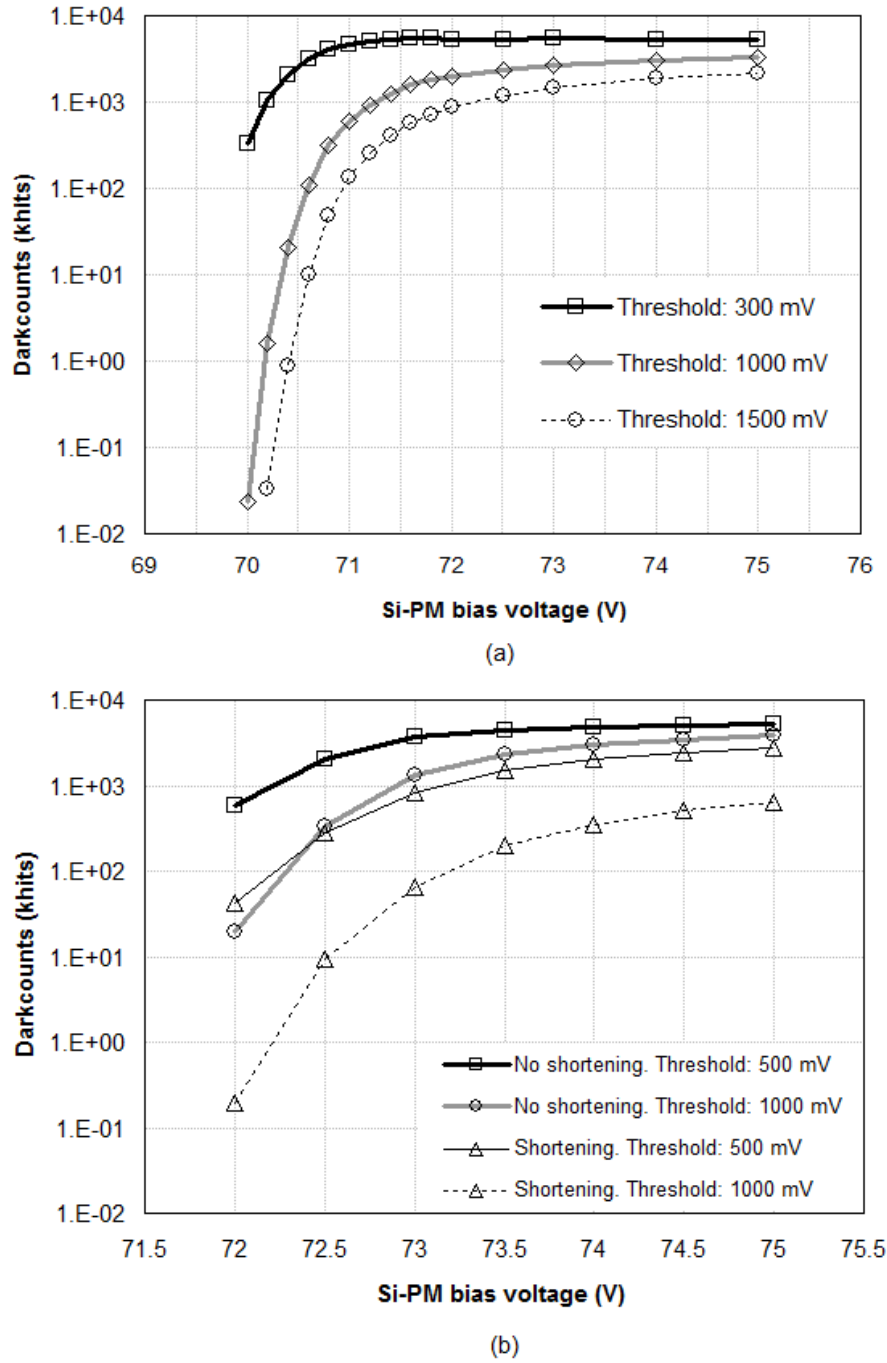 1.E+04
1.E+03
1.E+02
1.E+01
1.E+00
1.E-01
1.E-02
Darkcounts (khits)
Threshold: 300 mV
Threshold: 1000 mV
Threshold: 1500 mV
69 70 71 72 73 74 75 76
Si-PM bias voltage (V)
(a)
1.E+04
1.E+03
1.E+02
1.E+01
1.E+00
1.E-01
1.E-02
Darkcounts (khits)
No shortening. Threshold: 500 mV
No shortening. Threshold: 1000 mV
Shortening. Threshold: 500 mV
Shortening. Threshold: 1000 mV
71.5 72 72.5 73 73.5 74 74.5 75 75.5
Si-PM bias voltage (V)
(b)